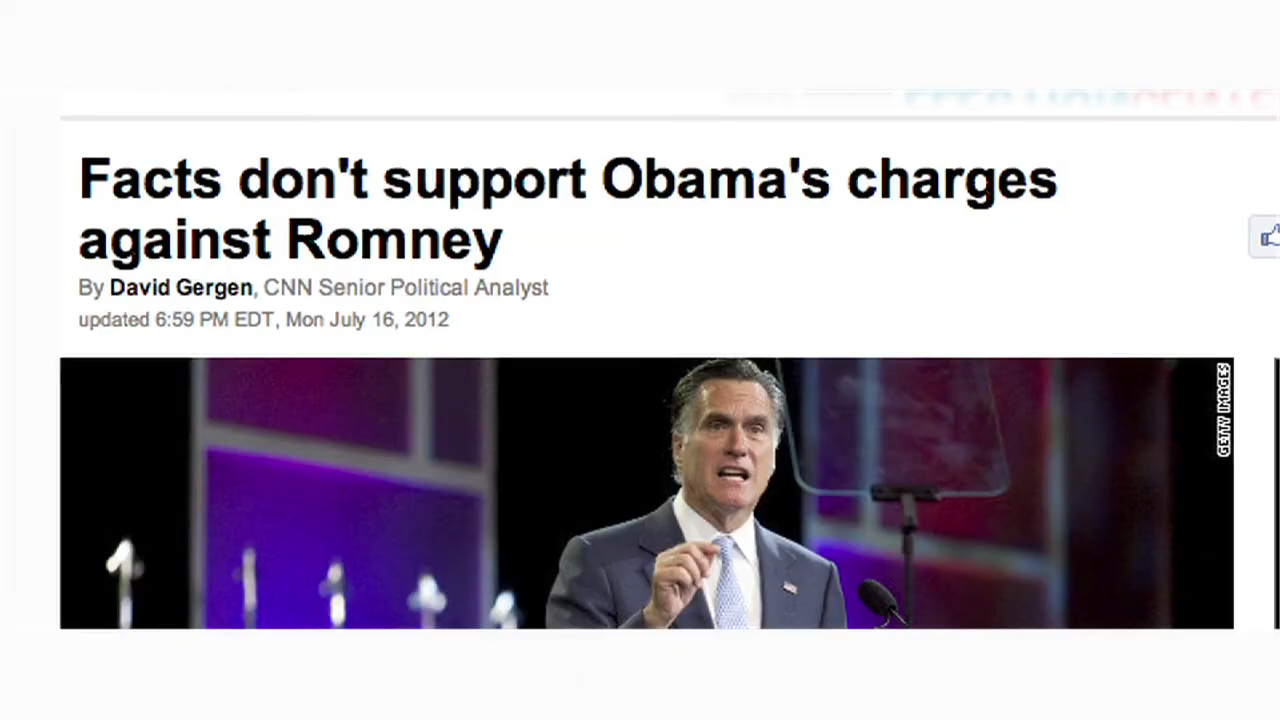 Facts don't support Obama's charges
against Romney
By David Gergen, CNN Senior Political Analyst
updated 6:59 PM EDT, Mon July 16, 2012
GETTY IMAGES